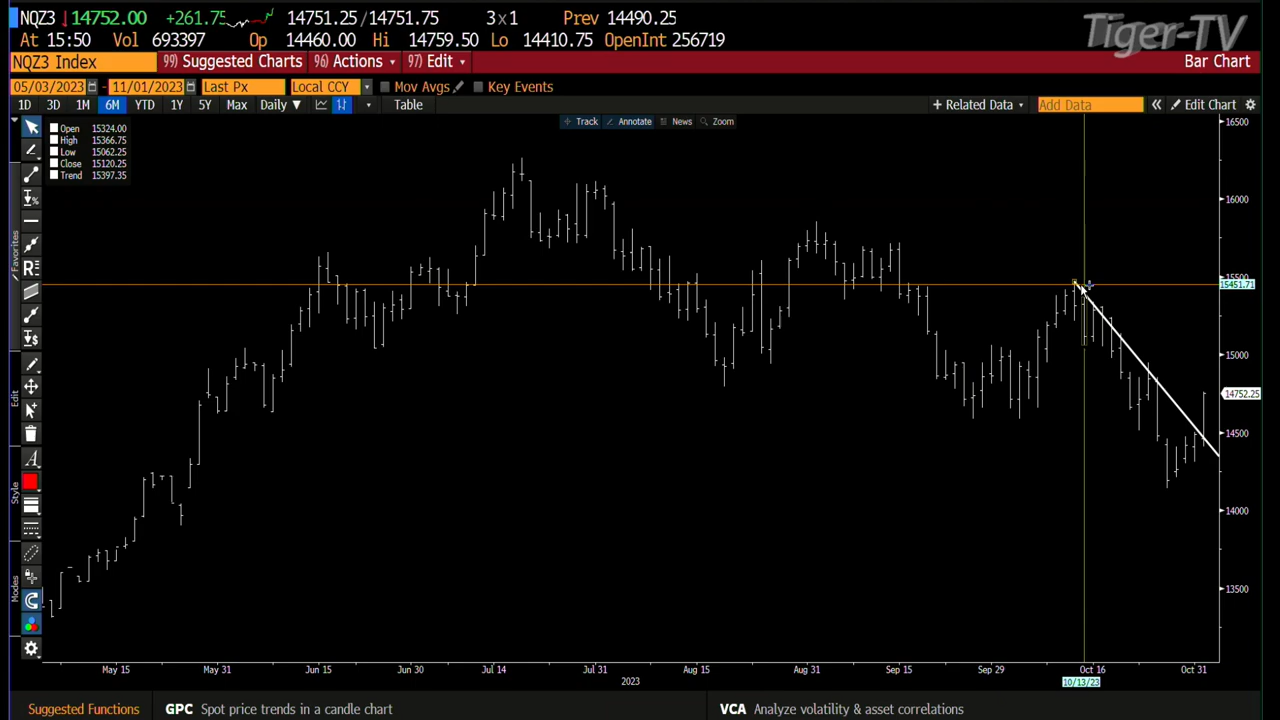 NQZ3 14752.00 +261.75 14751.25/14751.75 3x1 Prev 14490.25
At 15:50 Vol 693397 Op 14460.00 Hi 14759.50 Lo 14410.75 OpenInt 256719
Tiger-TV
NQZ3 Index 99) Suggested Charts 96) Actions 97) Edit Bar Chart
05/03/2023 - 11/01/2023 Last Px Local CCY Mov Avgs Key Events
1D 3D 1M 6M YTD 1Y 5Y Max Daily Table + Related Data Add Data Edit Chart
Track Annotate News Zoom
Open 15324.00
High 15366.75
Low 15062.25
Close 15120.25
Trend 15397.35
Favorites
Edit
Style
Modes
16500
16000
15500
15451.71
15000
14752.25
14500
14000
13500
May 15 May 31 Jun 15 Jun 30 Jul 14 Jul 31 Aug 15 Aug 31 Sep 15 Sep 29 Oct 16 Oct 31
2023
10/13/23
Suggested Functions GPC Spot price trends in a candle chart VCA Analyze volatility & asset correlations